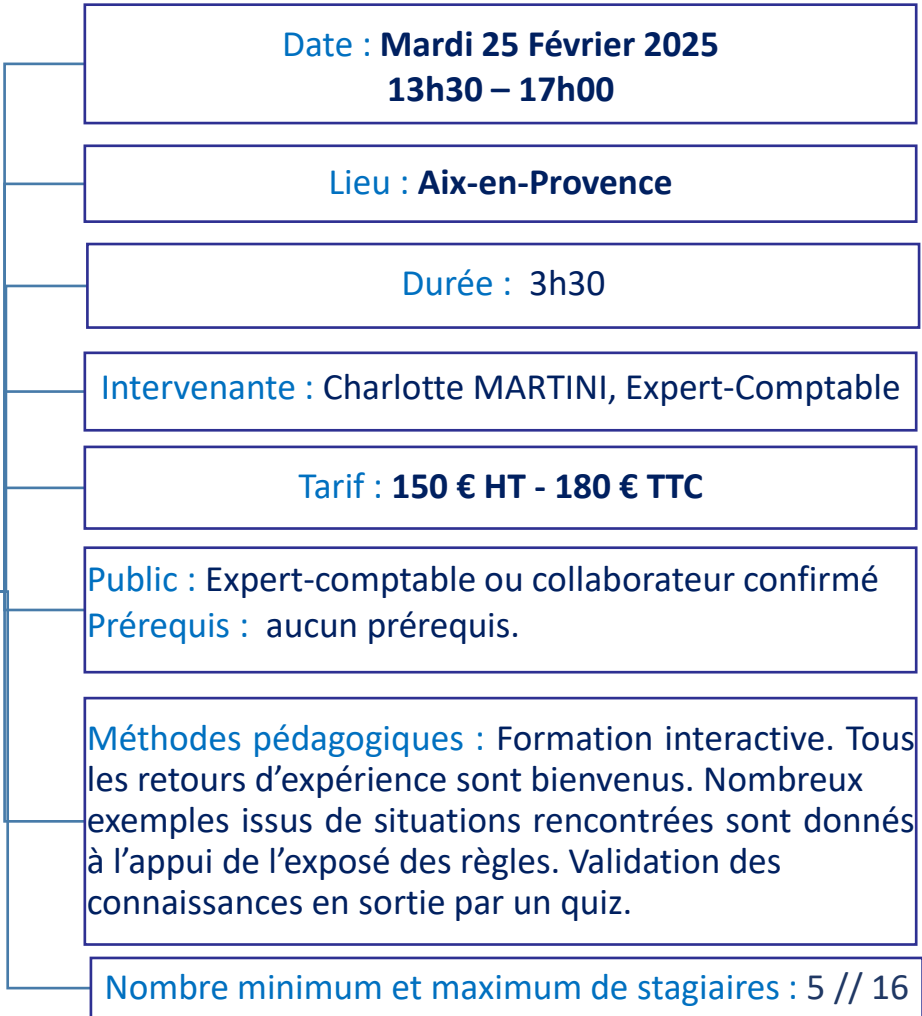 Date : Mardi 25 Février 2025
13h30 – 17h00
Lieu : Aix-en-Provence
Durée : 3h30
Intervenante : Charlotte MARTINI, Expert-Comptable
Tarif : 150 € HT - 180 € TTC
Public : Expert-comptable ou collaborateur confirmé
Prérequis : aucun prérequis.
Méthodes pédagogiques : Formation interactive. Tous
les retours d’expérience sont bienvenus. Nombreux
exemples issus de situations rencontrées sont donnés
à l’appui de l’exposé des règles. Validation des
connaissances en sortie par un quiz.
Nombre minimum et maximum de stagiaires : 5 // 16